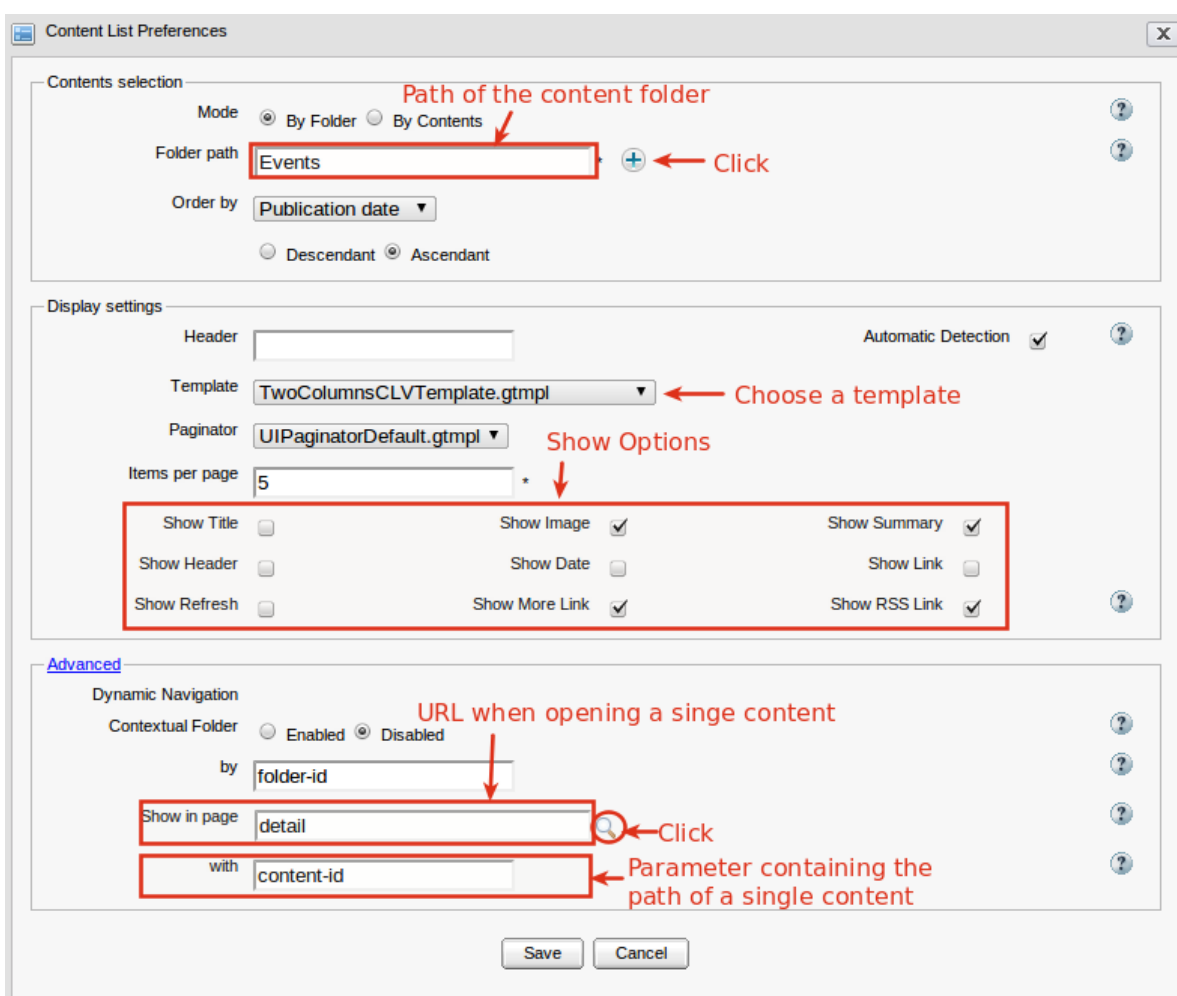 Content List Preferences
X
Contents selection
Path of the content folder
Mode By Folder By Contents ?
Folder path Events * Click ?
Order by Publication date
Descendant Ascendant
Display settings
Header Automatic Detection ?
Template TwoColumnsCLVTemplate.gtmpl Choose a template
Paginator UIPaginatorDefault.gtmpl Show Options
Items per page 5 *
Show Title Show Image Show Summary
Show Header Show Date Show Link
Show Refresh Show More Link Show RSS Link ?
Advanced
Dynamic Navigation
URL when opening a singe content
Contextual Folder Enabled Disabled ?
by folder-id ?
Show in page detail Click ?
with content-id Parameter containing the ?
path of a single content
Save Cancel